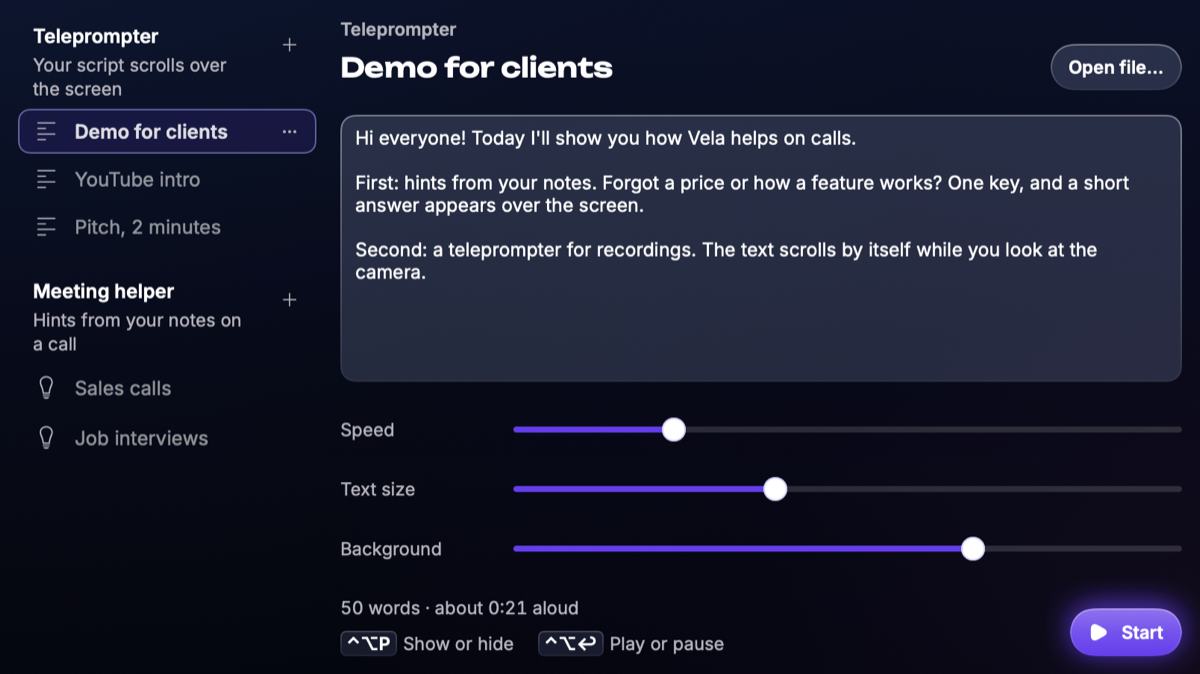 Teleprompter
Your script scrolls over
the screen
Demo for clients
YouTube intro
Pitch, 2 minutes
Meeting helper
Hints from your notes on
a call
Sales calls
Job interviews
Teleprompter
Demo for clients
Open file...
Hi everyone! Today I'll show you how Vela helps on calls.
First: hints from your notes. Forgot a price or how a feature works? One key, and a short
answer appears over the screen.
Second: a teleprompter for recordings. The text scrolls by itself while you look at the
camera.
Speed
Text size
Background
50 words · about 0:21 aloud
⌃⌥P Show or hide ⌃⌥↩ Play or pause
Start